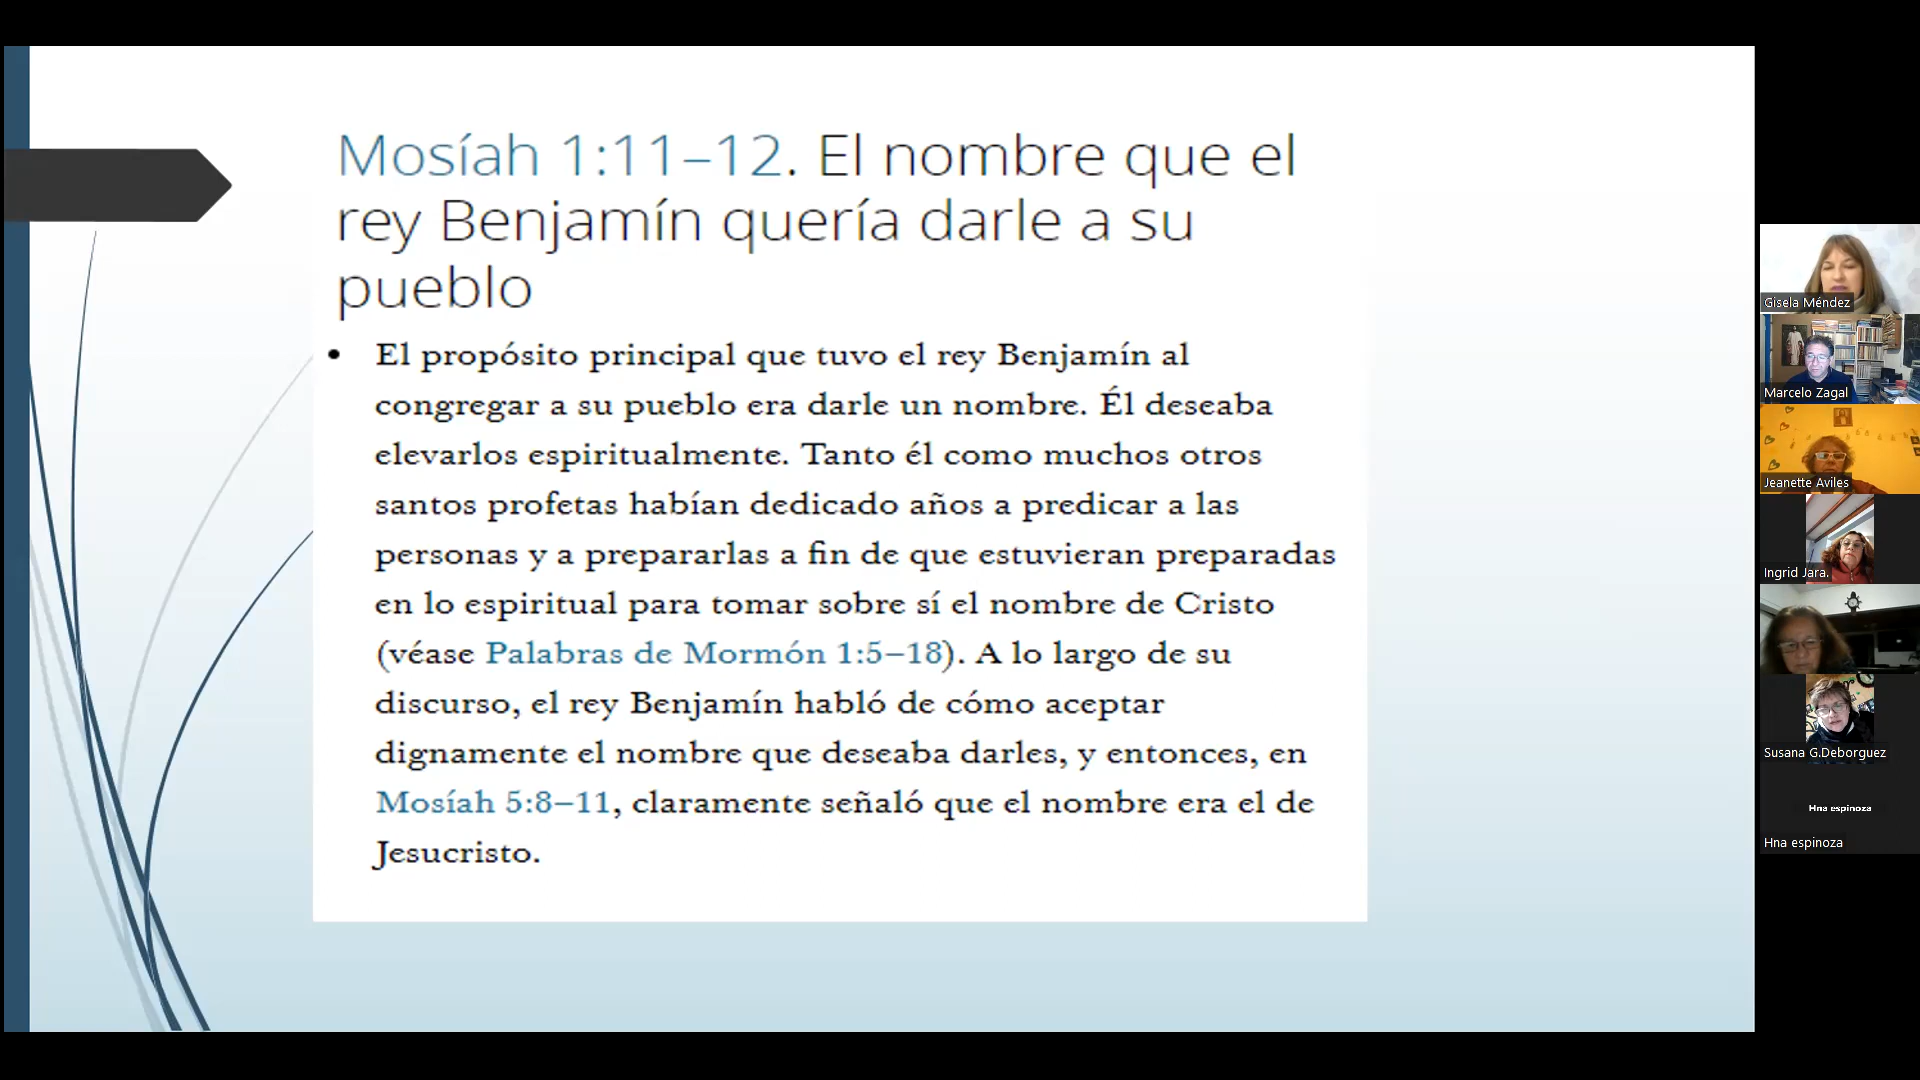 Mosíah 1:11–12. El nombre que el
rey Benjamín quería darle a su
pueblo
• El propósito principal que tuvo el rey Benjamín al
congregar a su pueblo era darle un nombre. Él deseaba
elevarlos espiritualmente. Tanto él como muchos otros
santos profetas habían dedicado años a predicar a las
personas y a prepararlas a fin de que estuvieran preparadas
en lo espiritual para tomar sobre sí el nombre de Cristo
(véase Palabras de Mormón 1:5–18). A lo largo de su
discurso, el rey Benjamín habló de cómo aceptar
dignamente el nombre que deseaba darles, y entonces, en
Mosíah 5:8–11, claramente señaló que el nombre era el de
Jesucristo.
Gisela Méndez
Marcelo Zagal
Jeanette Aviles
Ingrid Jara.
Susana G.Deborguez
Hna espinoza
Hna espinoza